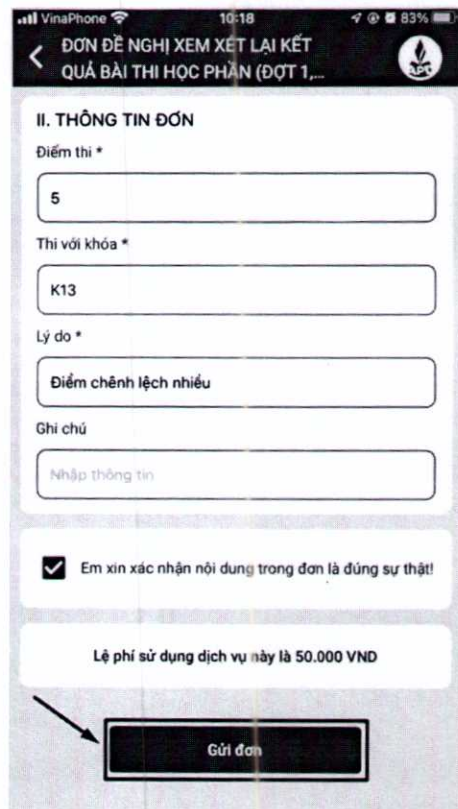 VinaPhone 10:18 83%
ĐƠN ĐỀ NGHỊ XEM XÉT LẠI KẾT
QUẢ BÀI THI HỌC PHẦN (ĐỢT 1,...
APC
II. THÔNG TIN ĐƠN
Điểm thi *
5
Thi với khóa *
K13
Lý do *
Điểm chênh lệch nhiều
Ghi chú
Nhập thông tin
Em xin xác nhận nội dung trong đơn là đúng sự thật!
Lệ phí sử dụng dịch vụ này là 50.000 VND
Gửi đơn